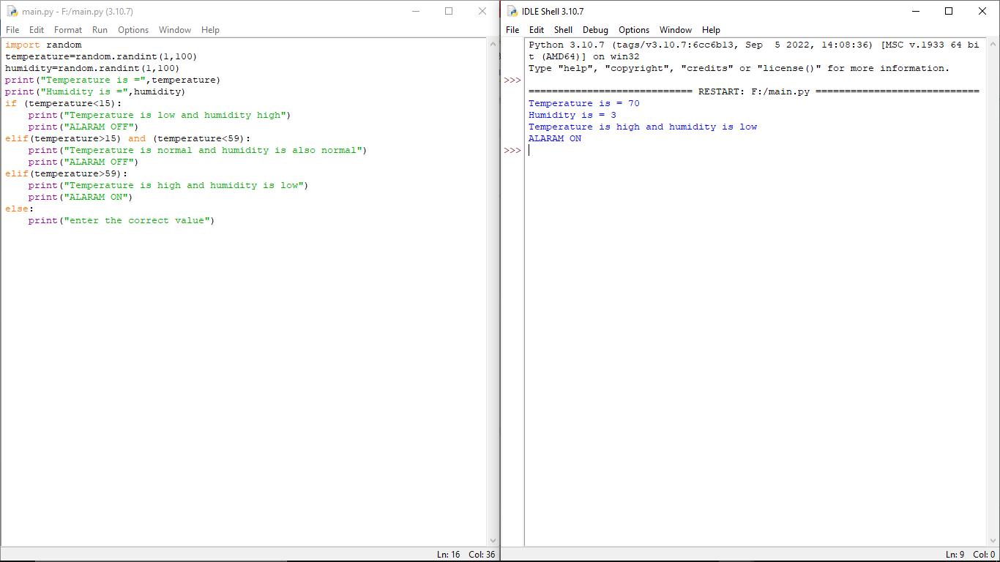 main.py - F:/main.py (3.10.7)
File Edit Format Run Options Window Help
import random
temperature=random.randint(1,100)
humidity=random.randint(1,100)
print("Temperature is =",temperature)
print("Humidity is =",humidity)
if (temperature<15):
    print("Temperature is low and humidity high")
    print("ALARAM OFF")
elif(temperature>15) and (temperature<59):
    print("Temperature is normal and humidity is also normal")
    print("ALARAM OFF")
elif(temperature>59):
    print("Temperature is high and humidity is low")
    print("ALARAM ON")
else:
    print("enter the correct value")
Ln: 16 Col: 36
IDLE Shell 3.10.7
File Edit Shell Debug Options Window Help
Python 3.10.7 (tags/v3.10.7:6cc6b13, Sep  5 2022, 14:08:36) [MSC v.1933 64 bi
t (AMD64)] on win32
Type "help", "copyright", "credits" or "license()" for more information.
>>>
============================ RESTART: F:/main.py ============================
Temperature is = 70
Humidity is = 3
Temperature is high and humidity is low
ALARAM ON
>>>
Ln: 9 Col: 0